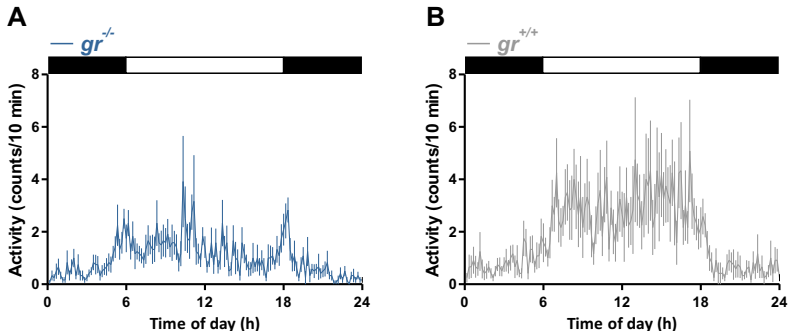 A
gr-/-
8
6
4
2
0
0 6 12 18 24
Activity (counts/10 min)
Time of day (h)
B
gr+/+
8
6
4
2
0
0 6 12 18 24
Activity (counts/10 min)
Time of day (h)